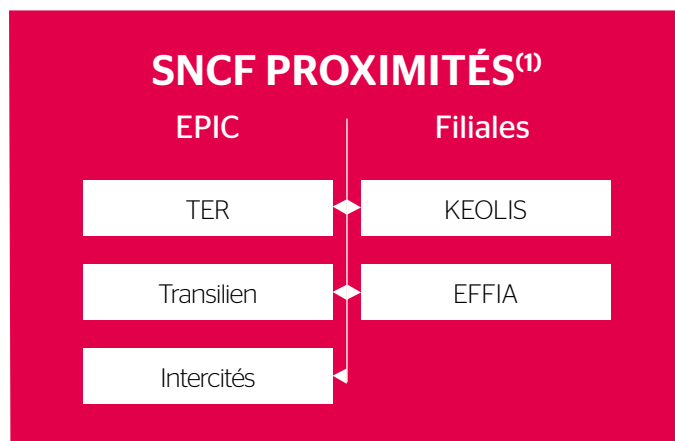 SNCF PROXIMITÉS(1)
EPIC Filiales
TER KEOLIS
Transilien EFFIA
Intercités